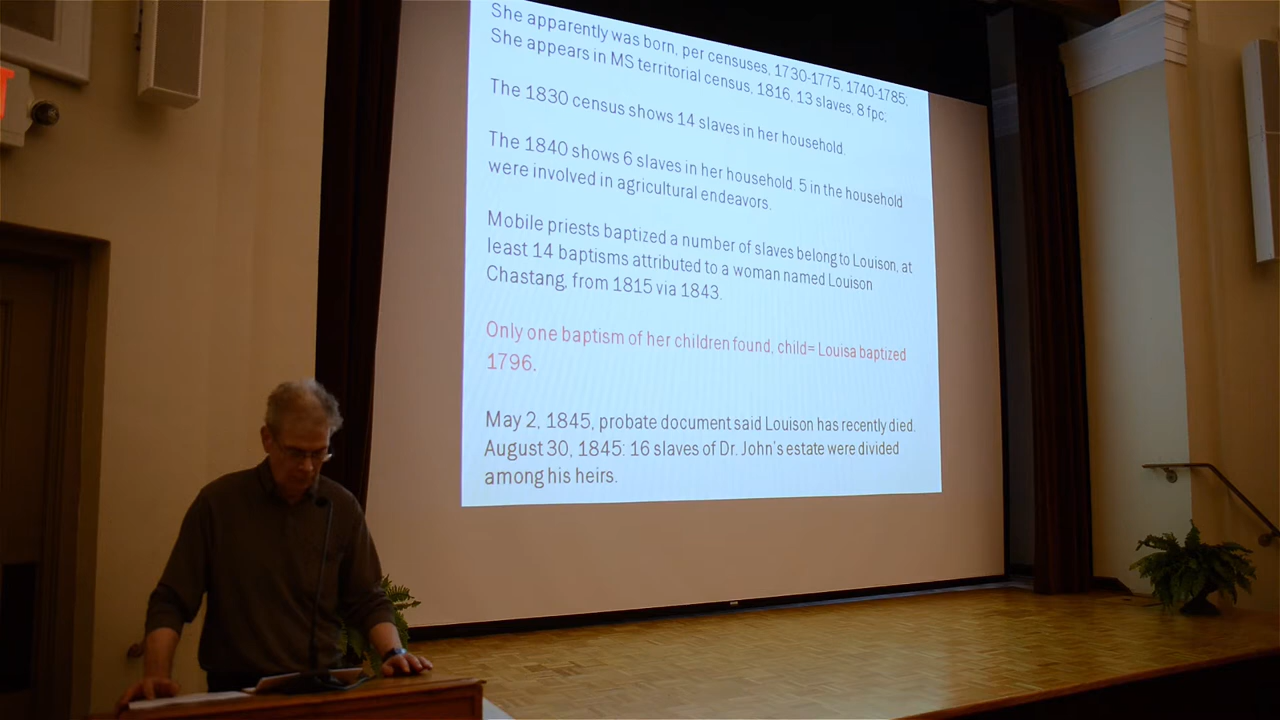 She apparently was born, per censuses, 1730-1775, 1740-1785;
She appears in MS territorial census, 1816, 13 slaves, 8 fpc;
The 1830 census shows 14 slaves in her household.
The 1840 shows 6 slaves in her household. 5 in the household
were involved in agricultural endeavors.
Mobile priests baptized a number of slaves belong to Louison, at
least 14 baptisms attributed to a woman named Louison
Chastang, from 1815 via 1843.
Only one baptism of her children found, child= Louisa baptized
1796.
May 2, 1845, probate document said Louison has recently died.
August 30, 1845: 16 slaves of Dr. John's estate were divided
among his heirs.